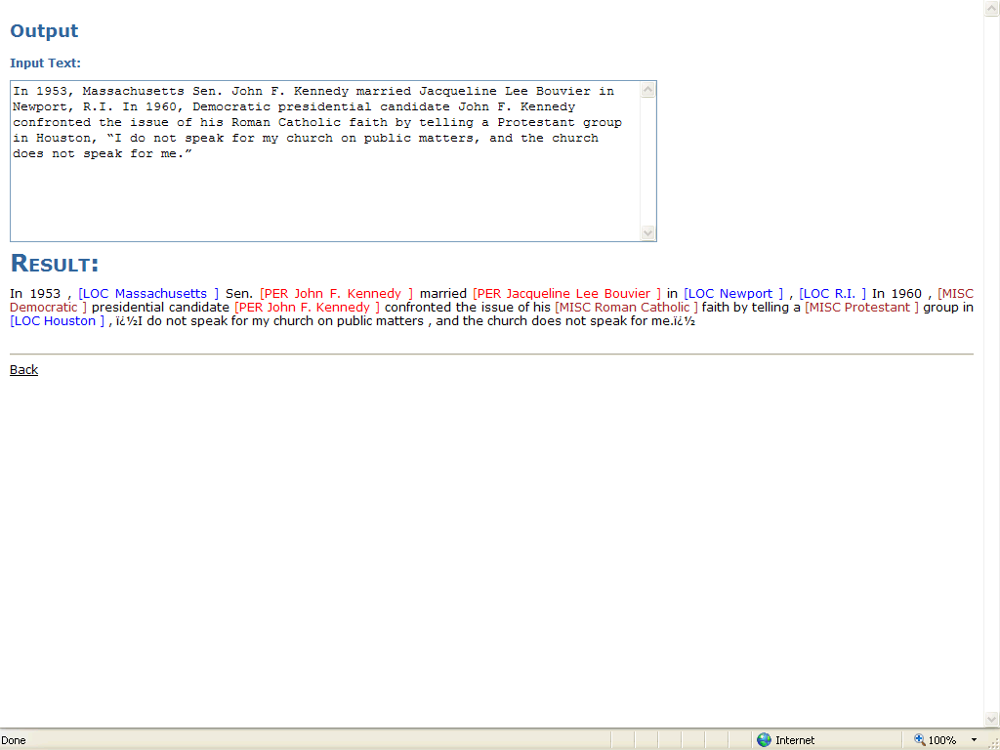 Output
Input Text:
In 1953, Massachusetts Sen. John F. Kennedy married Jacqueline Lee Bouvier in
Newport, R.I. In 1960, Democratic presidential candidate John F. Kennedy
confronted the issue of his Roman Catholic faith by telling a Protestant group
in Houston, “I do not speak for my church on public matters, and the church
does not speak for me.”
RESULT:
In 1953 , [LOC Massachusetts ] Sen. [PER John F. Kennedy ] married [PER Jacqueline Lee Bouvier ] in [LOC Newport ] , [LOC R.I. ] In 1960 , [MISC
Democratic ] presidential candidate [PER John F. Kennedy ] confronted the issue of his [MISC Roman Catholic ] faith by telling a [MISC Protestant ] group in
[LOC Houston ] , ï¿½I do not speak for my church on public matters , and the church does not speak for me.ï¿½
Back
Done
Internet
100%